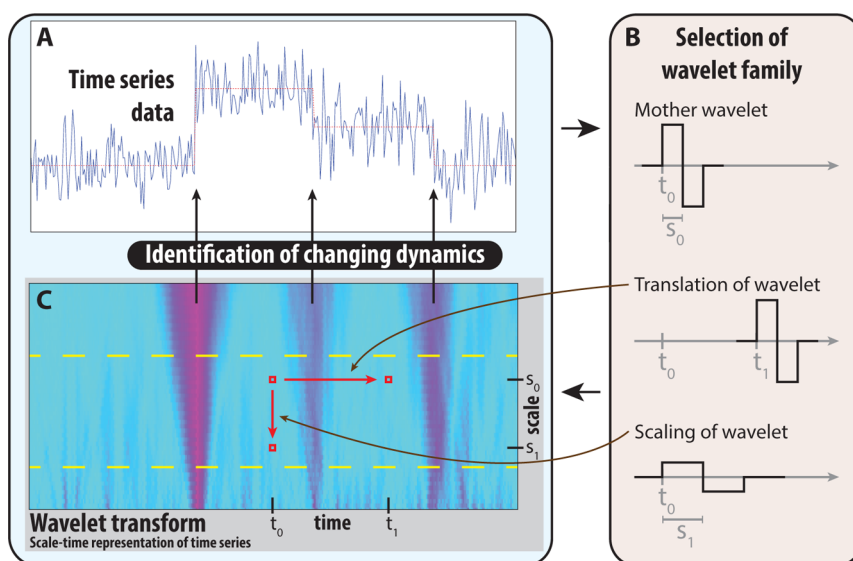 A
Time series
data
Identification of changing dynamics
C
s₀
scale
s₁
t₀
time
t₁
Wavelet transform
Scale-time representation of time series
B
Selection of
wavelet family
Mother wavelet
t₀
s₀
Translation of wavelet
t₀
t₁
Scaling of wavelet
t₀
s₁